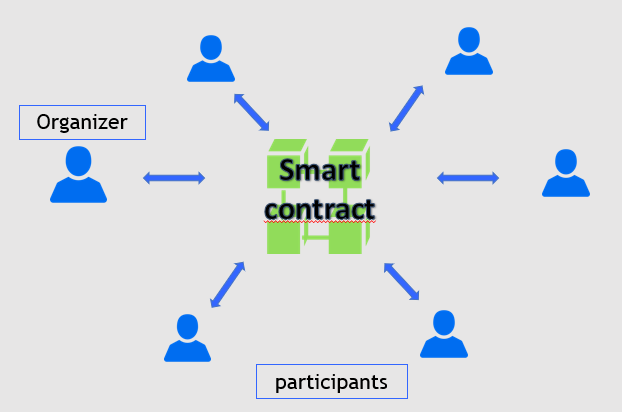 Organizer
Smart
contract
participants